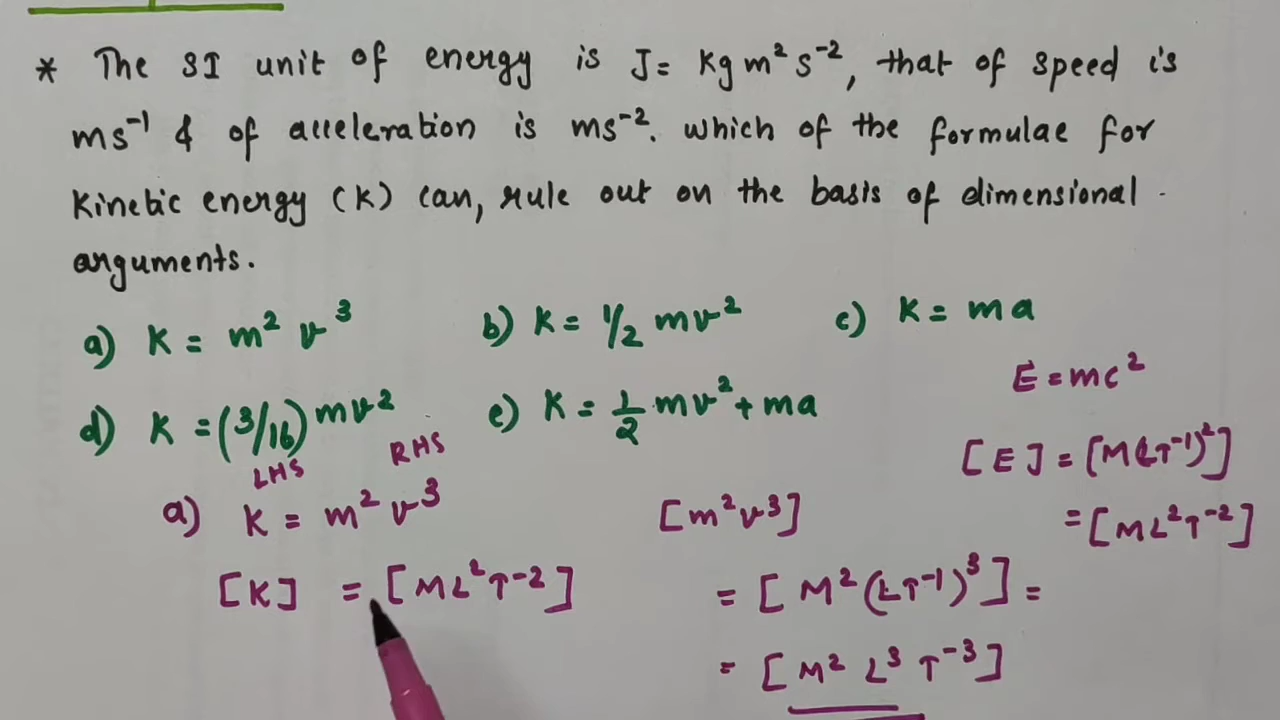 * The SI unit of energy is J= Kg m² s⁻², that of speed is
ms⁻¹ & of acceleration is ms⁻². which of the formulae for
Kinetic energy (K) can, rule out on the basis of dimensional
arguments.
a) K = m² v³ b) K = 1/2 mv² c) K = ma
E = mc²
d) K = (3/16) mv² e) K = 1/2 mv² + ma
LHS RHS
[E] = [M(LT⁻¹)²]
a) K = m² v³ [m²v³] = [ML²T⁻²]
[K] = [ML²T⁻²] = [M²(LT⁻¹)³] =
= [M² L³ T⁻³]